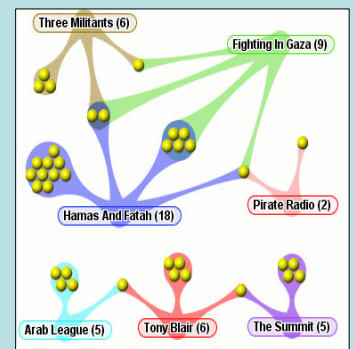 Three Militants (6)
Fighting In Gaza (9)
Hamas And Fatah (18)
Pirate Radio (2)
Arab League (5)
Tony Blair (6)
The Summit (5)